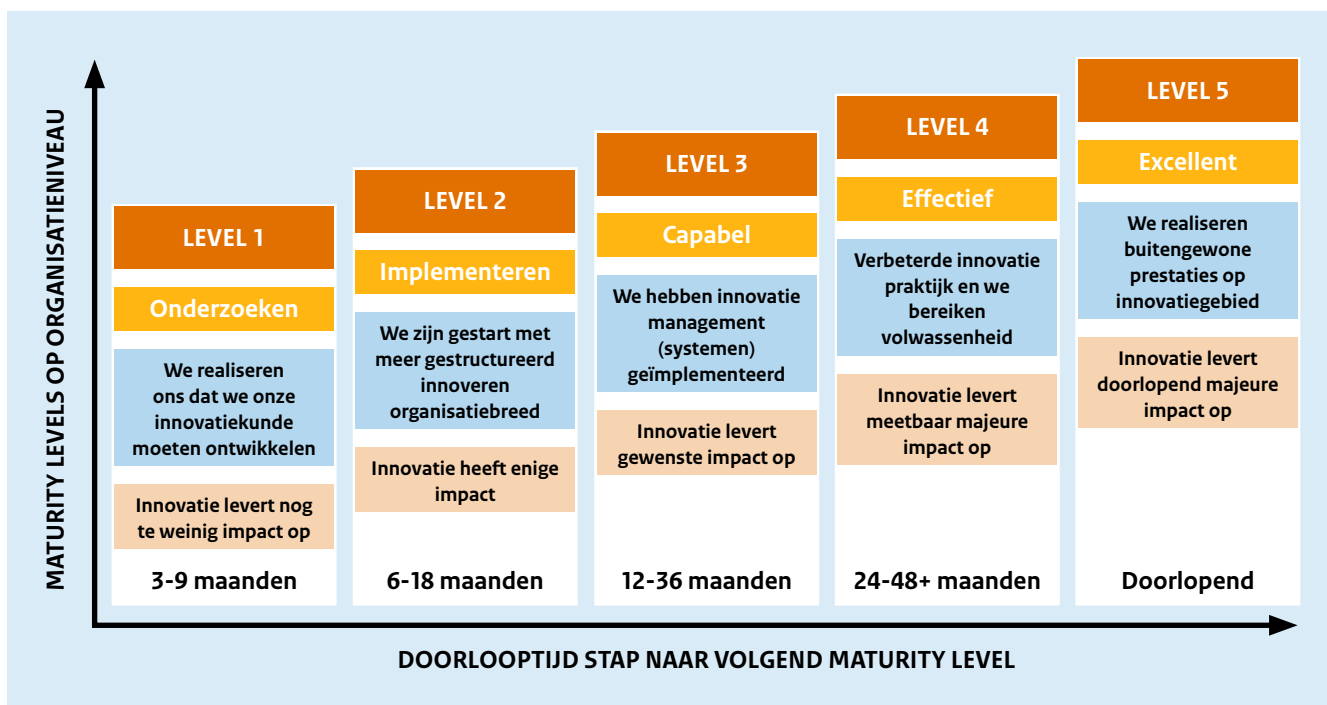 MATURITY LEVELS OP ORGANISATIENIVEAU
LEVEL 1
Onderzoeken
We realiseren
ons dat we onze
innovatiekunde
moeten ontwikkelen
Innovatie levert nog
te weinig impact op
3-9 maanden
LEVEL 2
Implementeren
We zijn gestart met
meer gestructureerd
innoveren
organisatiebreed
Innovatie heeft enige
impact
6-18 maanden
LEVEL 3
Capabel
We hebben innovatie
management
(systemen)
geïmplementeerd
Innovatie levert
gewenste impact op
12-36 maanden
LEVEL 4
Effectief
Verbeterde innovatie
praktijk en we
bereiken
volwassenheid
Innovatie levert
meetbaar majeure
impact op
24-48+ maanden
LEVEL 5
Excellent
We realiseren
buitengewone
prestaties op
innovatiegebied
Innovatie levert
doorlopend majeure
impact op
Doorlopend
DOORLOOPTIJD STAP NAAR VOLGEND MATURITY LEVEL